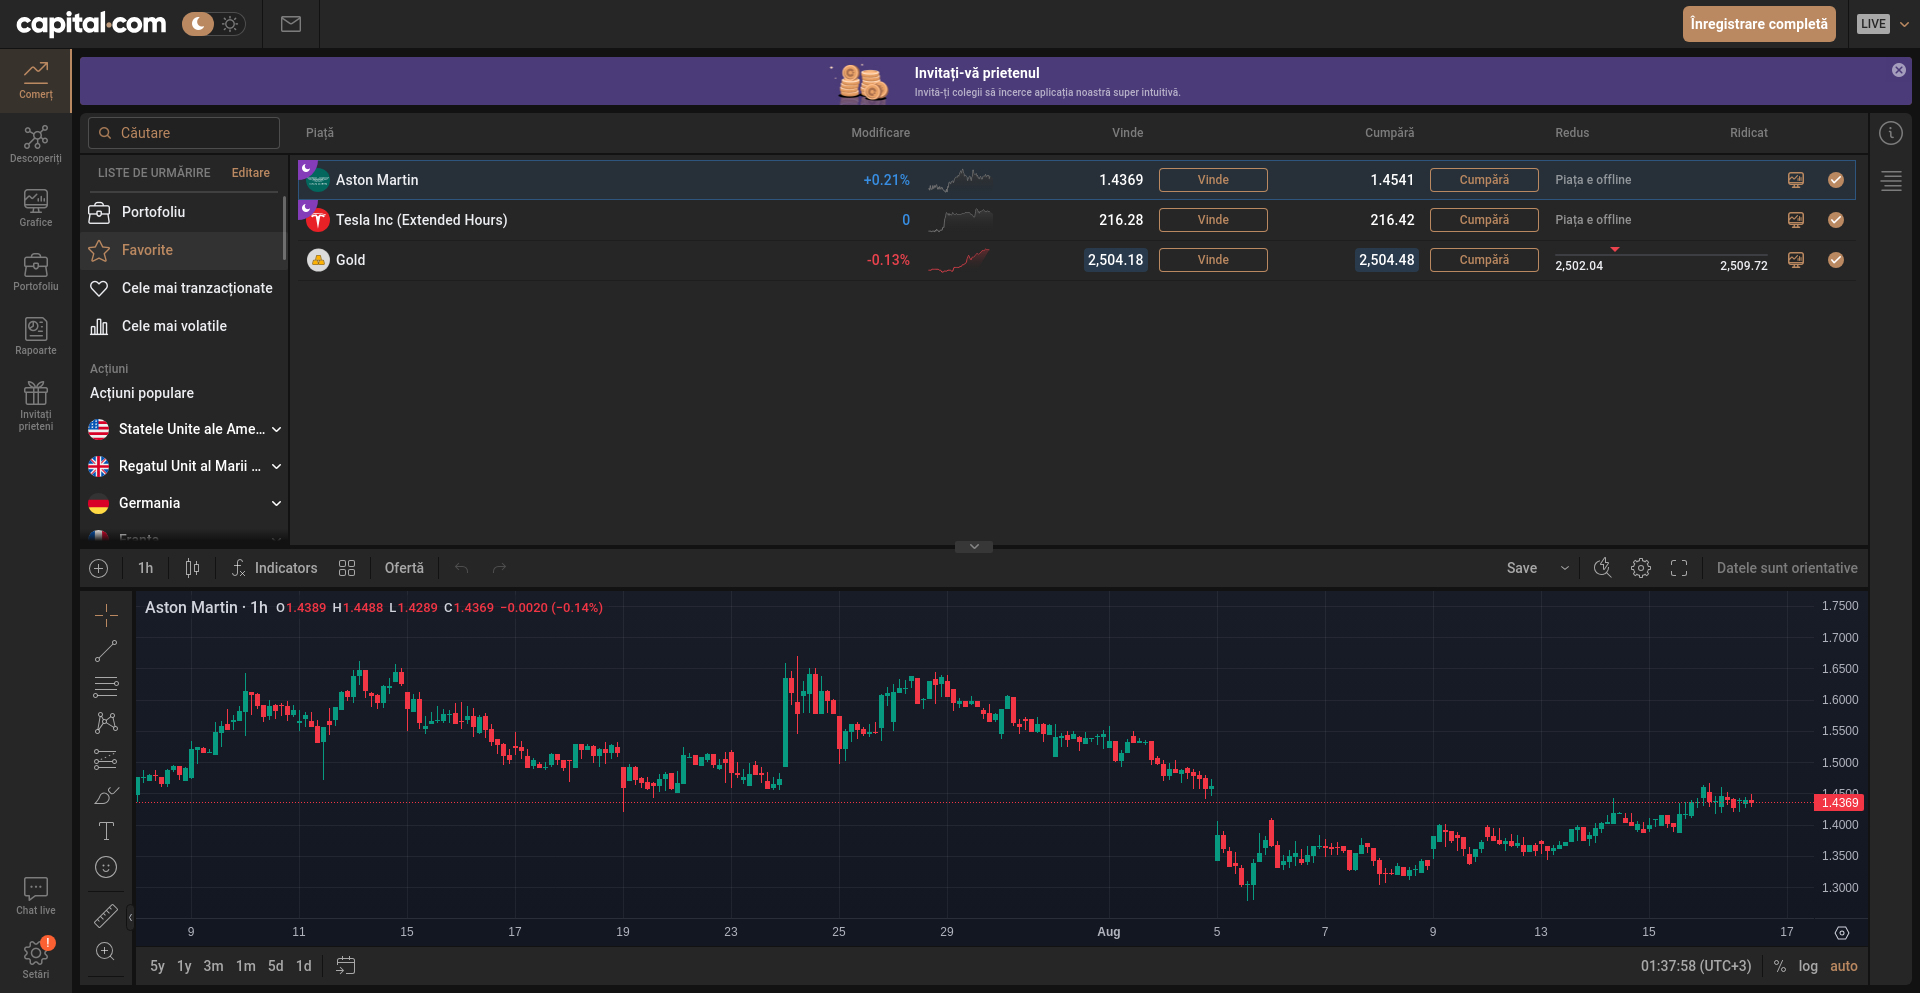 capital.com
Înregistrare completă
LIVE
Comerț
Descoperiți
Grafice
Portofoliu
Rapoarte
Invitați
prieteni
Chat live
Setări
!
Invitați-vă prietenul
Invită-ți colegii să încerce aplicația noastră super intuitivă.
Căutare
Piață Modificare Vinde Cumpără Redus Ridicat
LISTE DE URMĂRIRE Editare
Portofoliu
Favorite
Cele mai tranzacționate
Cele mai volatile
Acțiuni
Acțiuni populare
Statele Unite ale Ame...
Regatul Unit al Marii ...
Germania
Franța
Aston Martin +0.21% 1.4369 Vinde 1.4541 Cumpără Piața e offline
Tesla Inc (Extended Hours) 0 216.28 Vinde 216.42 Cumpără Piața e offline
Gold -0.13% 2,504.18 Vinde 2,504.48 Cumpără 2,502.04 2,509.72
1h Indicators Ofertă Save Datele sunt orientative
Aston Martin · 1h O1.4389 H1.4488 L1.4289 C1.4369 −0.0020 (−0.14%)
1.7500
1.7000
1.6500
1.6000
1.5500
1.5000
1.4500
1.4369
1.4000
1.3500
1.3000
9 11 15 17 19 23 25 29 Aug 5 7 9 13 15 17
5y 1y 3m 1m 5d 1d 01:37:58 (UTC+3) % log auto